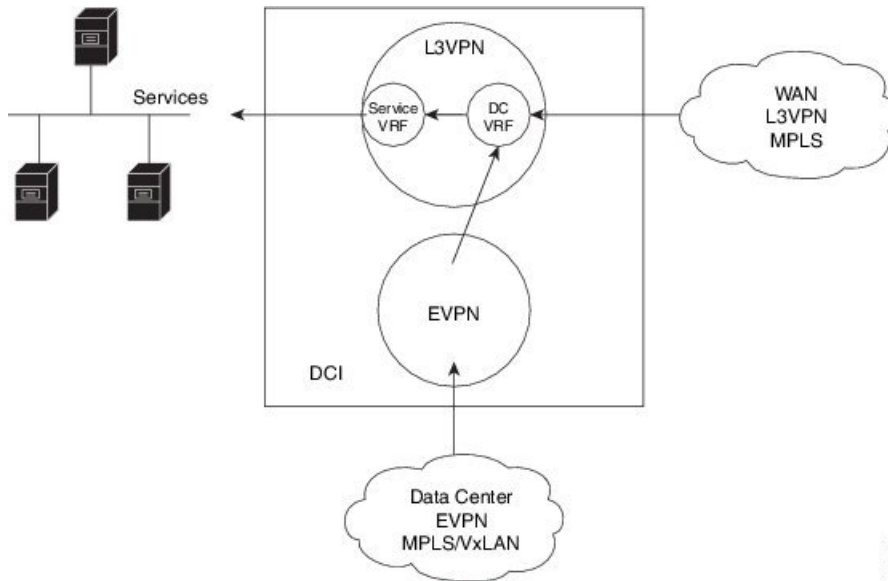 L3VPN
Services
Service
VRF
DC
VRF
WAN
L3VPN
MPLS
EVPN
DCI
Data Center
EVPN
MPLS/VxLAN